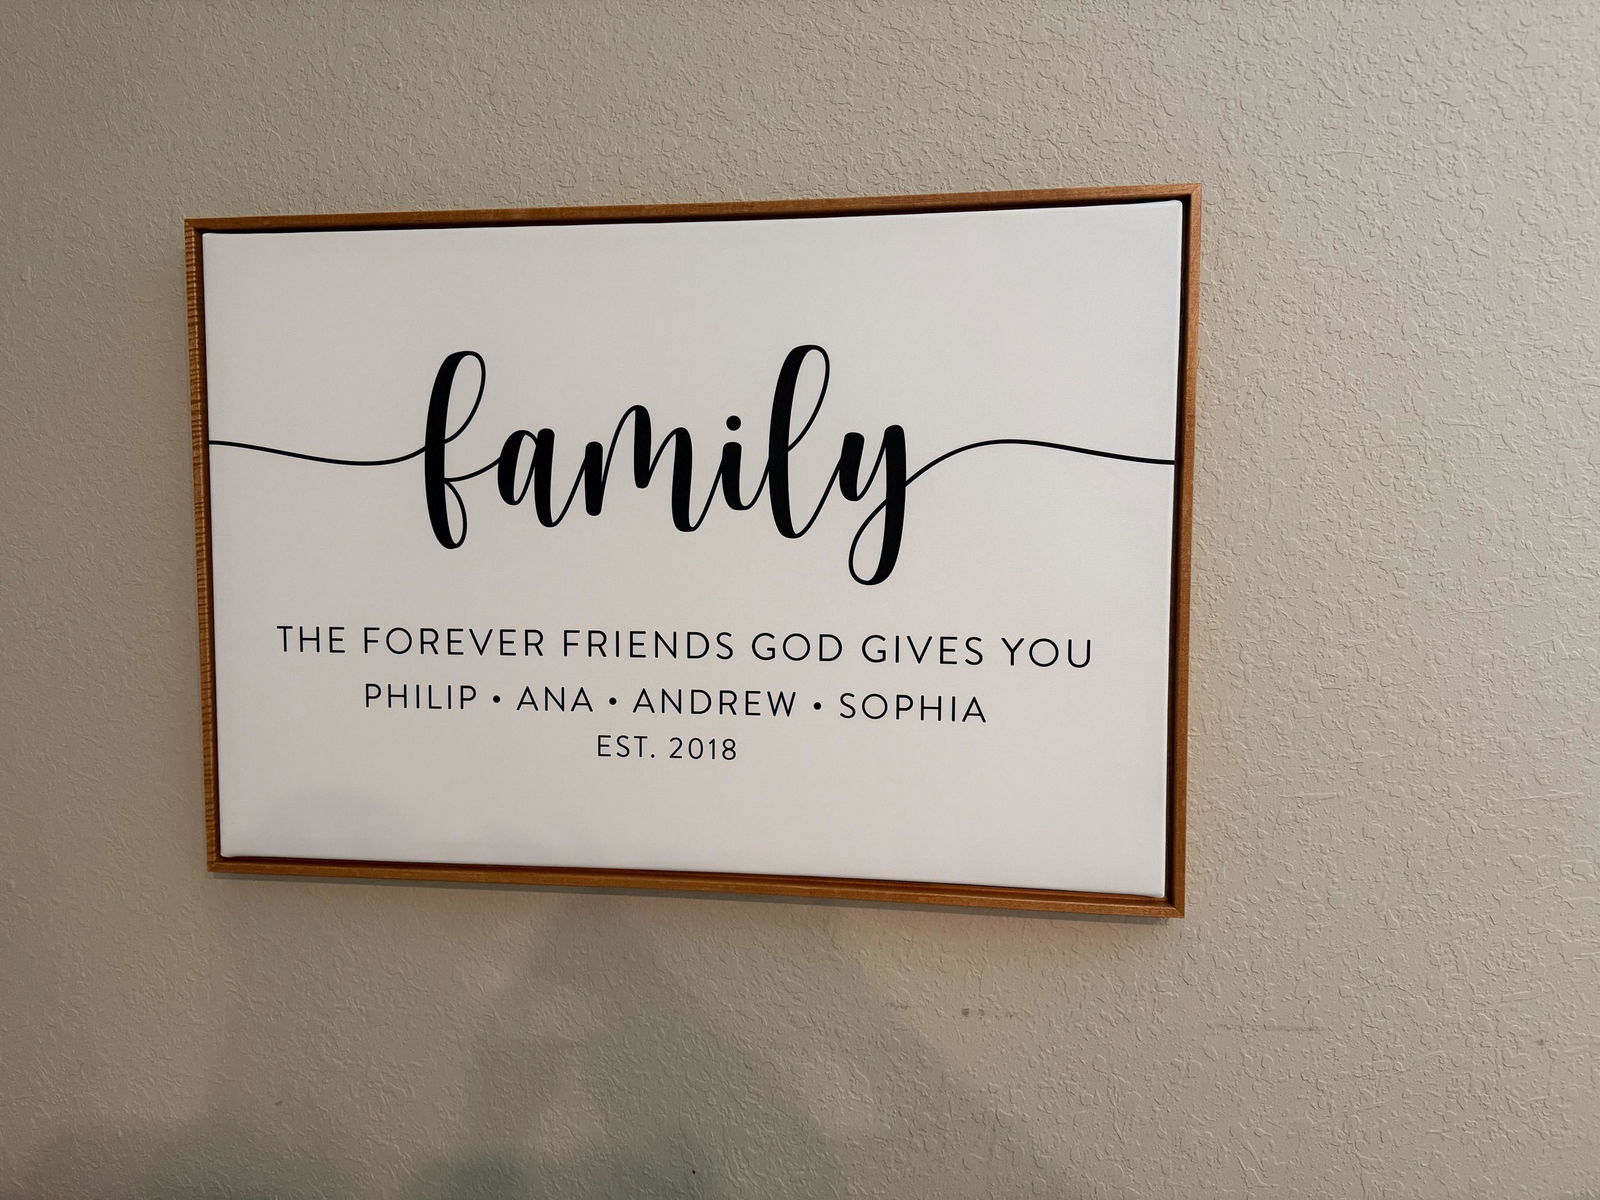 family
THE FOREVER FRIENDS GOD GIVES YOU
PHILIP • ANA • ANDREW • SOPHIA
EST. 2018